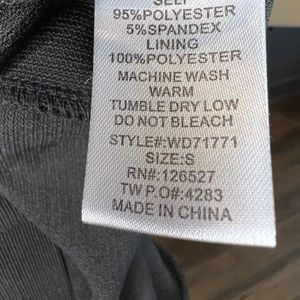 SELF
95%POLYESTER
5%SPANDEX
LINING
100%POLYESTER
MACHINE WASH
WARM
TUMBLE DRY LOW
DO NOT BLEACH
STYLE#:WD71771
SIZE:S
RN#:126527
TW P.O#:4283
MADE IN CHINA